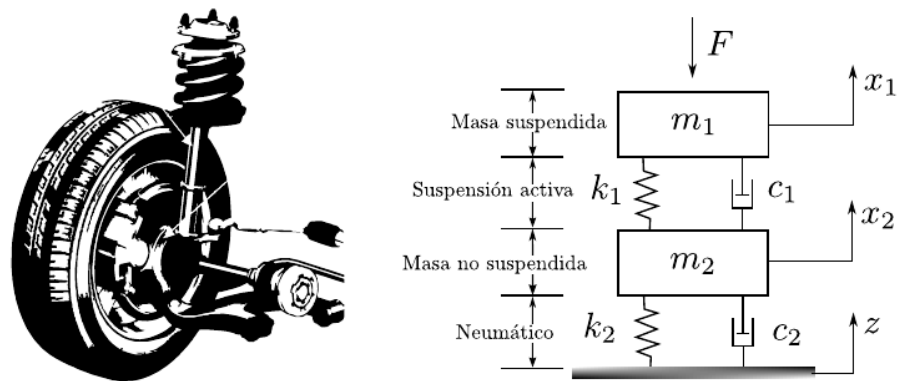 F
x₁
Masa suspendida
m₁
Suspensión activa
k₁
c₁
x₂
Masa no suspendida
m₂
Neumático
k₂
c₂
z